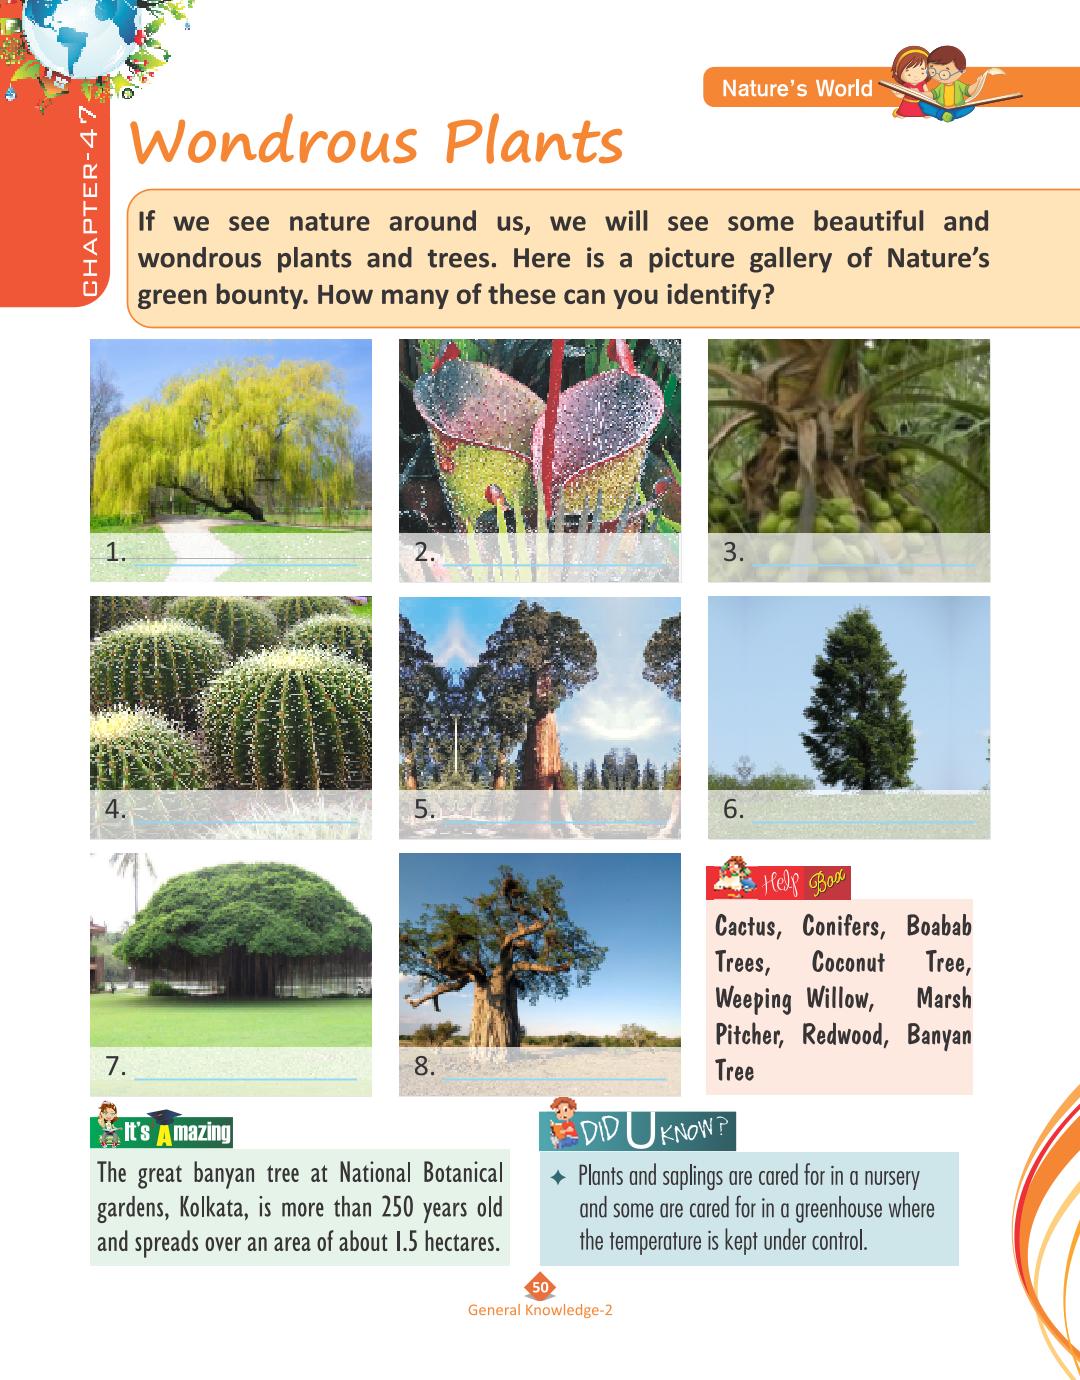 CHAPTER-47
Nature's World
Wondrous Plants
If we see nature around us, we will see some beautiful and
wondrous plants and trees. Here is a picture gallery of Nature's
green bounty. How many of these can you identify?
1.
2.
3.
4.
5.
6.
7.
8.
Help Box
Cactus, Conifers, Boabab
Trees, Coconut Tree,
Weeping Willow, Marsh
Pitcher, Redwood, Banyan
Tree
It's Amazing
The great banyan tree at National Botanical
gardens, Kolkata, is more than 250 years old
and spreads over an area of about 1.5 hectares.
DID U KNOW?
Plants and saplings are cared for in a nursery
and some are cared for in a greenhouse where
the temperature is kept under control.
50
General Knowledge-2